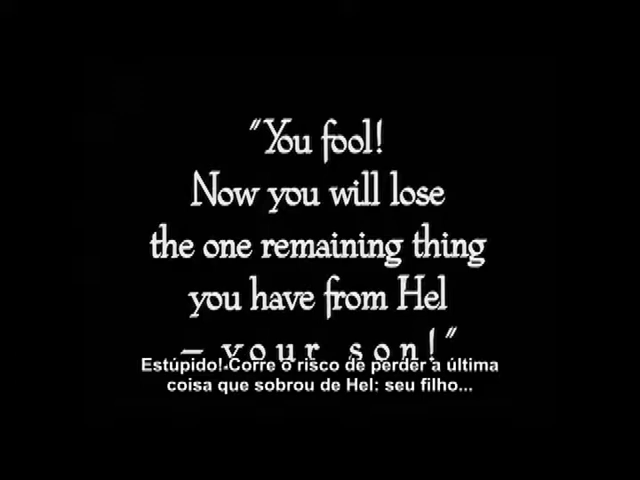 "You fool!
Now you will lose
the one remaining thing
you have from Hel
– your son!"
Estúpido! Corre o risco de perder a última
coisa que sobrou de Hel: seu filho...